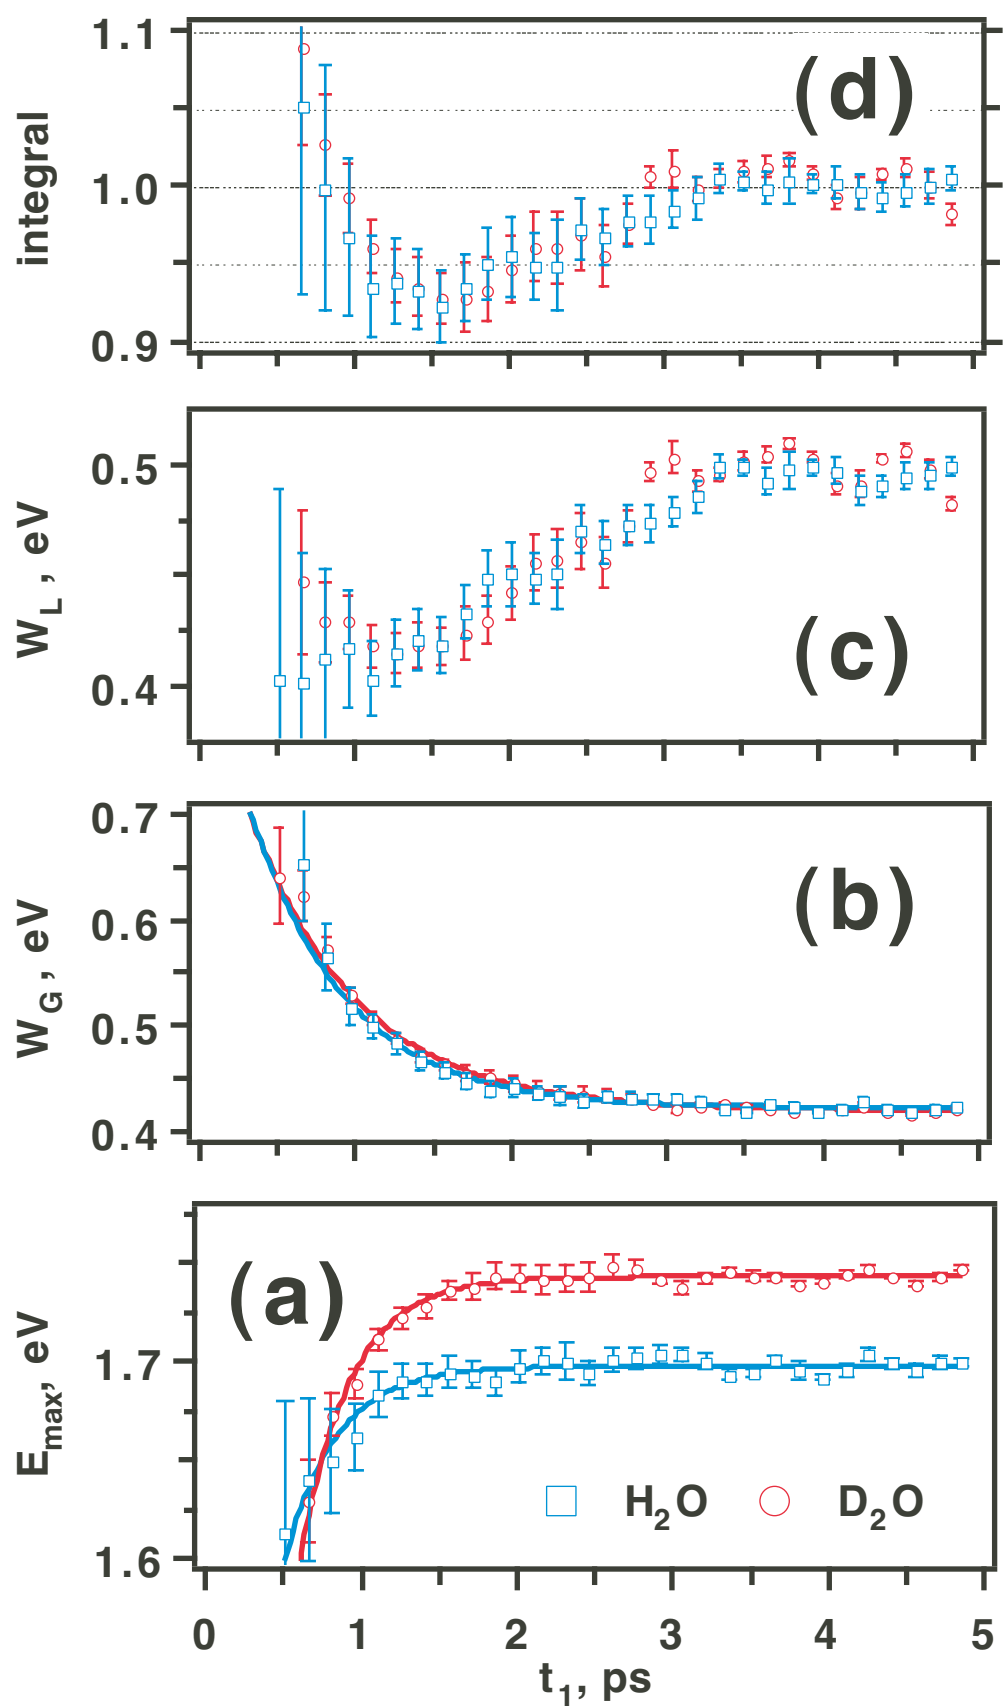 1.1
(d)
integral
1.0
0.9
0.5
W_L, eV
(c)
0.4
0.7
(b)
0.6
W_G, eV
0.5
0.4
(a)
E_max, eV
1.7
H_2O D_2O
1.6
0 1 2 3 4 5
t_1, ps